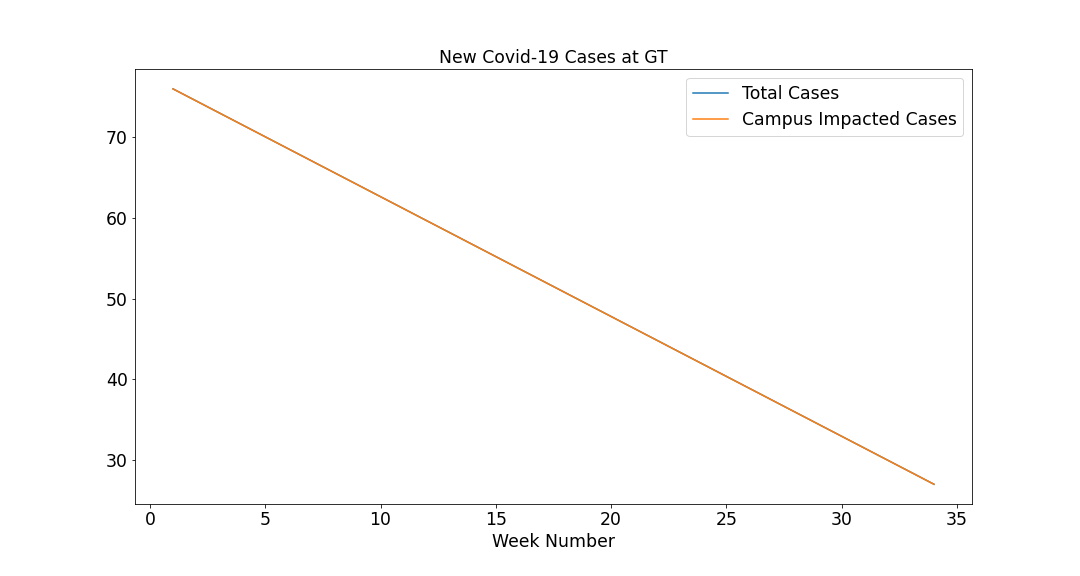 New Covid-19 Cases at GT
Total Cases
Campus Impacted Cases
70
60
50
40
30
0 5 10 15 20 25 30 35
Week Number